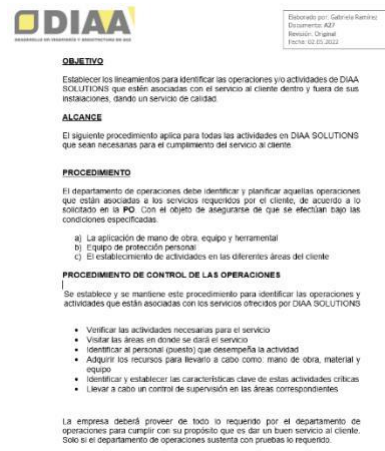 DIAA
DESARROLLO EN INGENIERÍA Y ARQUITECTURA EN AAA
Elaborado por: Gabriela Ramírez
Documento: A27
Revisión: Original
Fecha: 02.05.2022
OBJETIVO
Establecer los lineamientos para identificar las operaciones y/o actividades de DIAA
SOLUTIONS que estén asociadas con el servicio al cliente dentro y fuera de sus
instalaciones, dando un servicio de calidad.
ALCANCE
El siguiente procedimiento aplica para todas las actividades en DIAA SOLUTIONS
que sean necesarias para el cumplimiento del servicio al cliente.
PROCEDIMIENTO
El departamento de operaciones debe identificar y planificar aquellas operaciones
que están asociadas a los servicios requeridos por el cliente, de acuerdo a lo
solicitado en la PO. Con el objeto de asegurarse de que se efectúan bajo las
condiciones especificadas.
a) La aplicación de mano de obra, equipo y herramental
b) Equipo de protección personal
c) El establecimiento de actividades en las diferentes áreas del cliente
PROCEDIMIENTO DE CONTROL DE LAS OPERACIONES
Se establece y se mantiene este procedimiento para identificar las operaciones y
actividades que están asociadas con los servicios ofrecidos por DIAA SOLUTIONS
• Verificar las actividades necesarias para el servicio
• Visitar las áreas en donde se dará el servicio
• Identificar al personal (puesto) que desempeña la actividad
• Adquirir los recursos para llevarlo a cabo como: mano de obra, material y
equipo
• Identificar y establecer las características clave de estas actividades críticas
• Llevar a cabo un control de supervisión en las áreas correspondientes
La empresa deberá proveer de todo lo requerido por el departamento de
operaciones para cumplir con su propósito que es dar un buen servicio al cliente.
Solo si el departamento de operaciones sustenta con pruebas lo requerido.